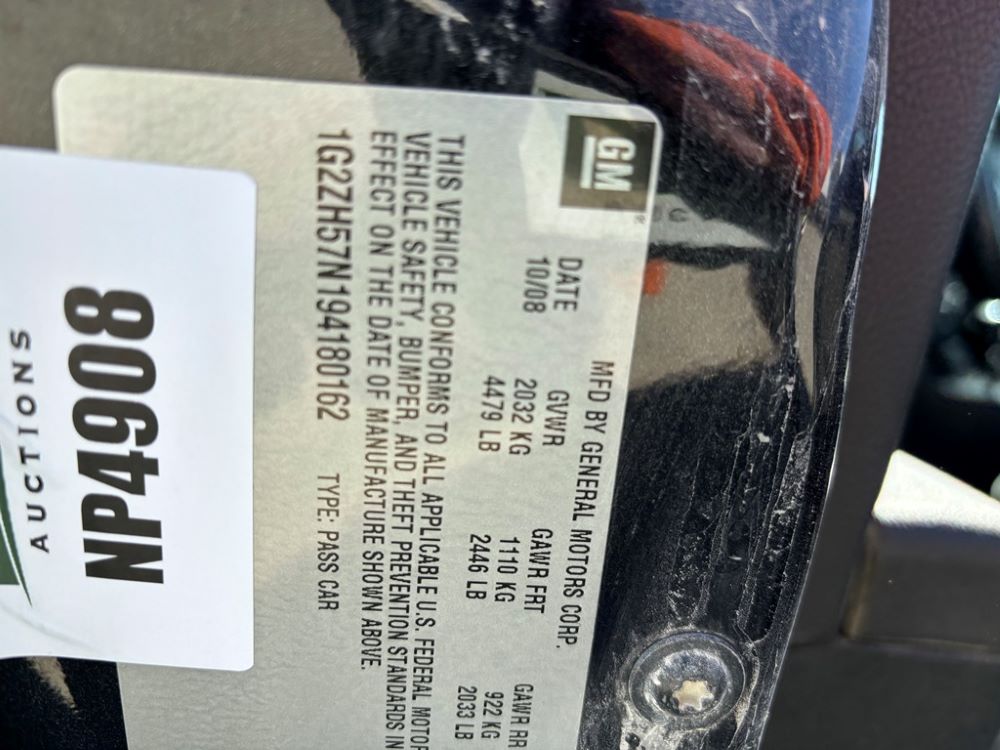 GM
MFD BY GENERAL MOTORS CORP.
DATE GVWR GAWR FRT GAWR RR
10/08 2032 KG 1110 KG 922 KG
4479 LB 2446 LB 2033 LB
THIS VEHICLE CONFORMS TO ALL APPLICABLE U.S. FEDERAL MOTOR
VEHICLE SAFETY, BUMPER, AND THEFT PREVENTION STANDARDS IN
EFFECT ON THE DATE OF MANUFACTURE SHOWN ABOVE.
1G2ZH57N194180162 TYPE: PASS CAR
NP4908
AUCTIONS